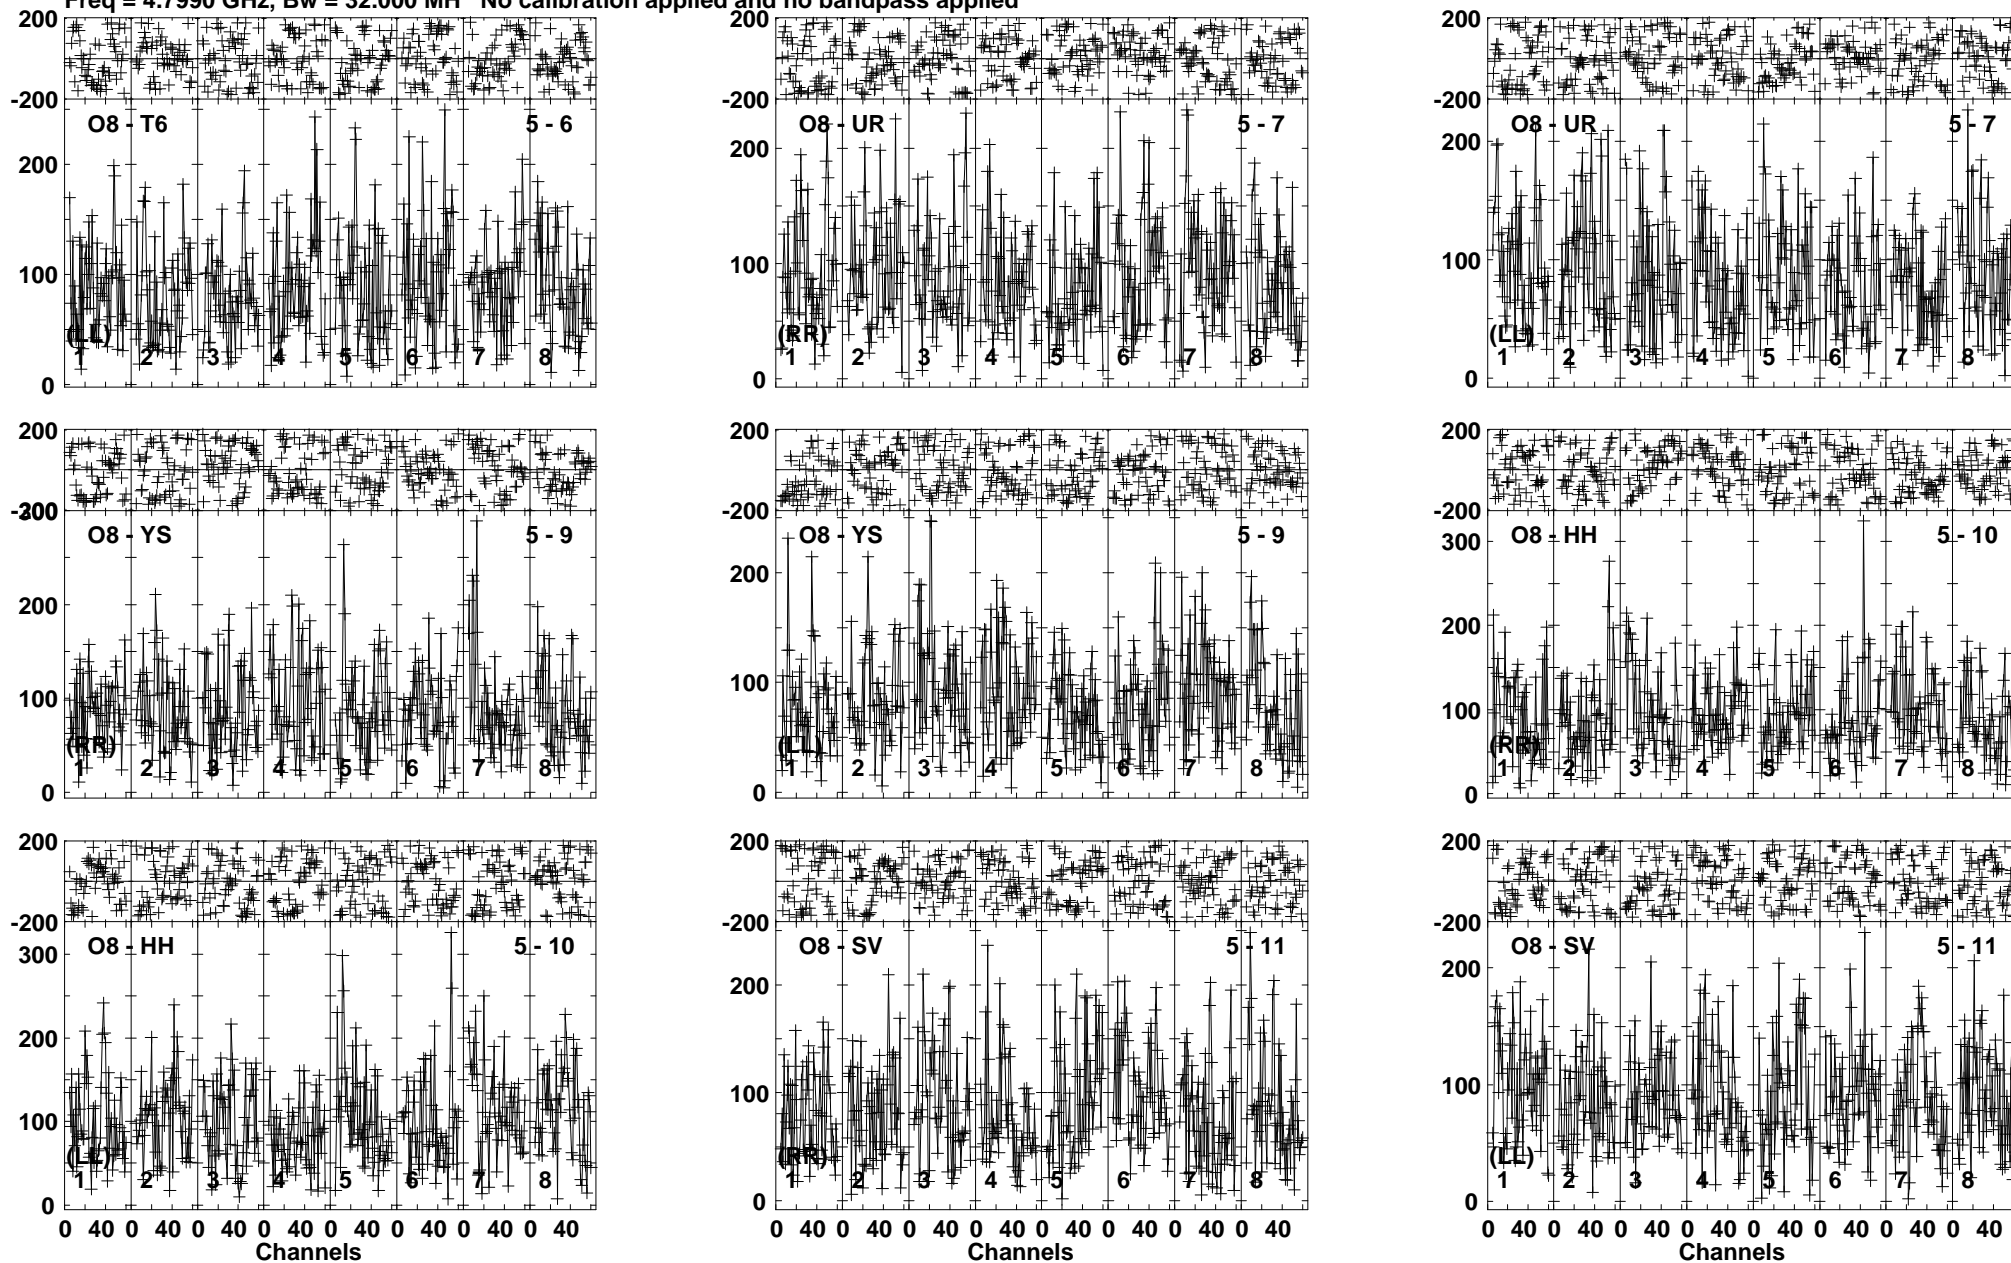 Freq = 4.7990 GHz, Bw = 32.000 MH No calibration applied and no bandpass applied
200 200 200
-200 -200 -200
O8 - T6 5 - 6 O8 - UR 5 - 7 O8 - UR 5 - 7
200 200 200
100 100 100
(LL) (RR) (LL)
1 2 3 4 5 6 7 8 1 2 3 4 5 6 7 8 1 2 3 4 5 6 7 8
0 0 0
200 200 200
-200 -200 -200
300
O8 - YS 5 - 9 O8 - YS 5 - 9 O8 - HH 5 - 10
300
200 200 200
100 100 100
(RR) (LL) (RR)
1 2 3 4 5 6 7 8 1 2 3 4 5 6 7 8 1 2 3 4 5 6 7 8
0 0 0
200 200 200
-200 -200 -200
O8 - HH 5 - 10 O8 - SV 5 - 11 O8 - SV 5 - 11
300
200 200 200
100 100 100
(LL) (RR) (LL)
1 2 3 4 5 6 7 8 1 2 3 4 5 6 7 8 1 2 3 4 5 6 7 8
0 0 0
0 40 0 40 0 40 0 40 0 40 0 40 0 40 0 40 0 40 0 40 0 40 0 40 0 40 0 40 0 40 0 40 0 40 0 40 0 40 0 40 0 40 0 40 0 40 0 40
Channels Channels Channels